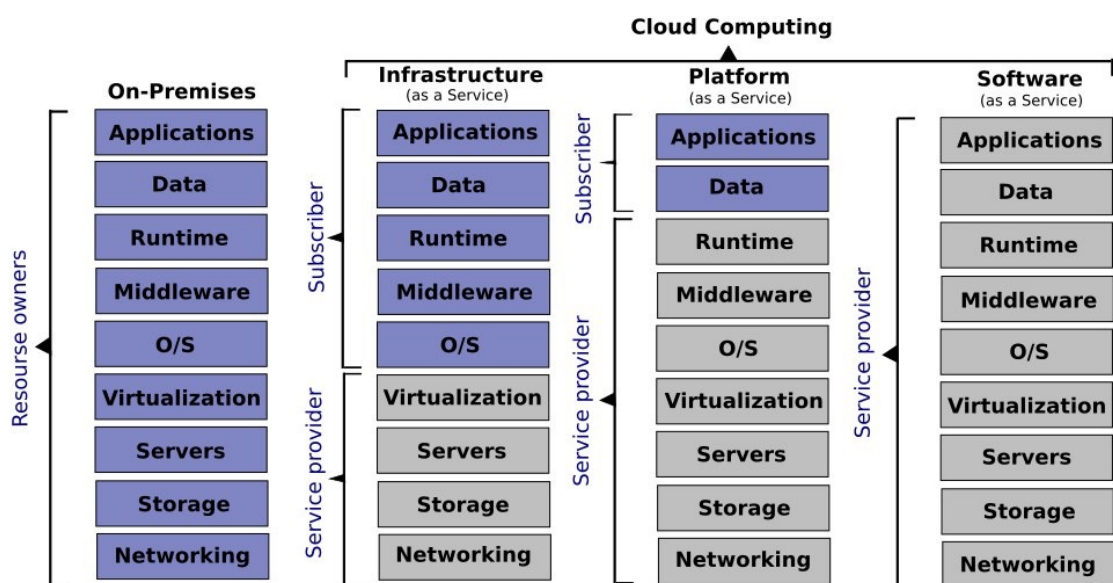 Cloud Computing
On-Premises
Resourse owners
Applications
Data
Runtime
Middleware
O/S
Virtualization
Servers
Storage
Networking
Infrastructure
(as a Service)
Subscriber
Applications
Data
Runtime
Middleware
O/S
Service provider
Virtualization
Servers
Storage
Networking
Platform
(as a Service)
Subscriber
Applications
Data
Service provider
Runtime
Middleware
O/S
Virtualization
Servers
Storage
Networking
Software
(as a Service)
Service provider
Applications
Data
Runtime
Middleware
O/S
Virtualization
Servers
Storage
Networking